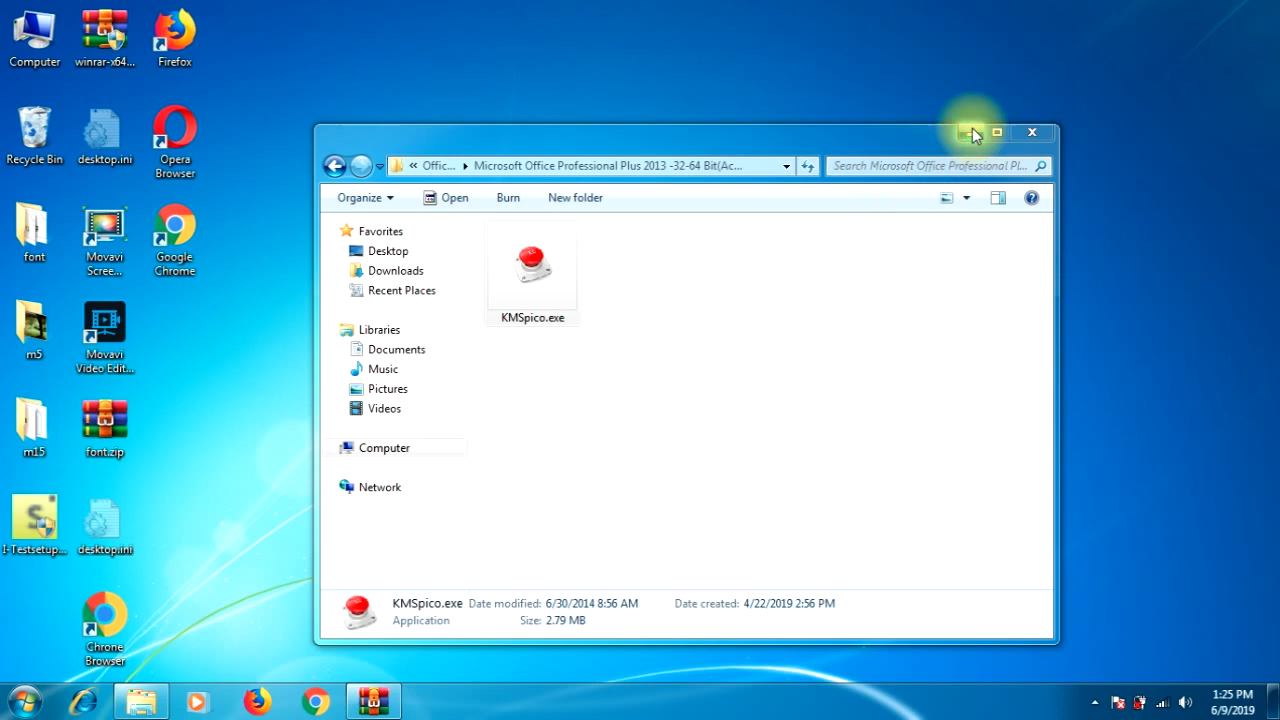 Computer
winrar-x64...
Firefox
Recycle Bin
desktop.ini
Opera
Browser
font
Movavi
Scree...
Google
Chrome
m5
Movavi
Video Edit...
m15
font.zip
I-Testsetup...
desktop.ini
Chrone
Browser
« Offic... Microsoft Office Professional Plus 2013 -32-64 Bit(Ac...
Search Microsoft Office Professional Pl...
Organize Open Burn New folder
Favorites
Desktop
Downloads
Recent Places
Libraries
Documents
Music
Pictures
Videos
Computer
Network
KMSpico.exe
KMSpico.exe Date modified: 6/30/2014 8:56 AM Date created: 4/22/2019 2:56 PM
Application Size: 2.79 MB
1:25 PM
6/9/2019